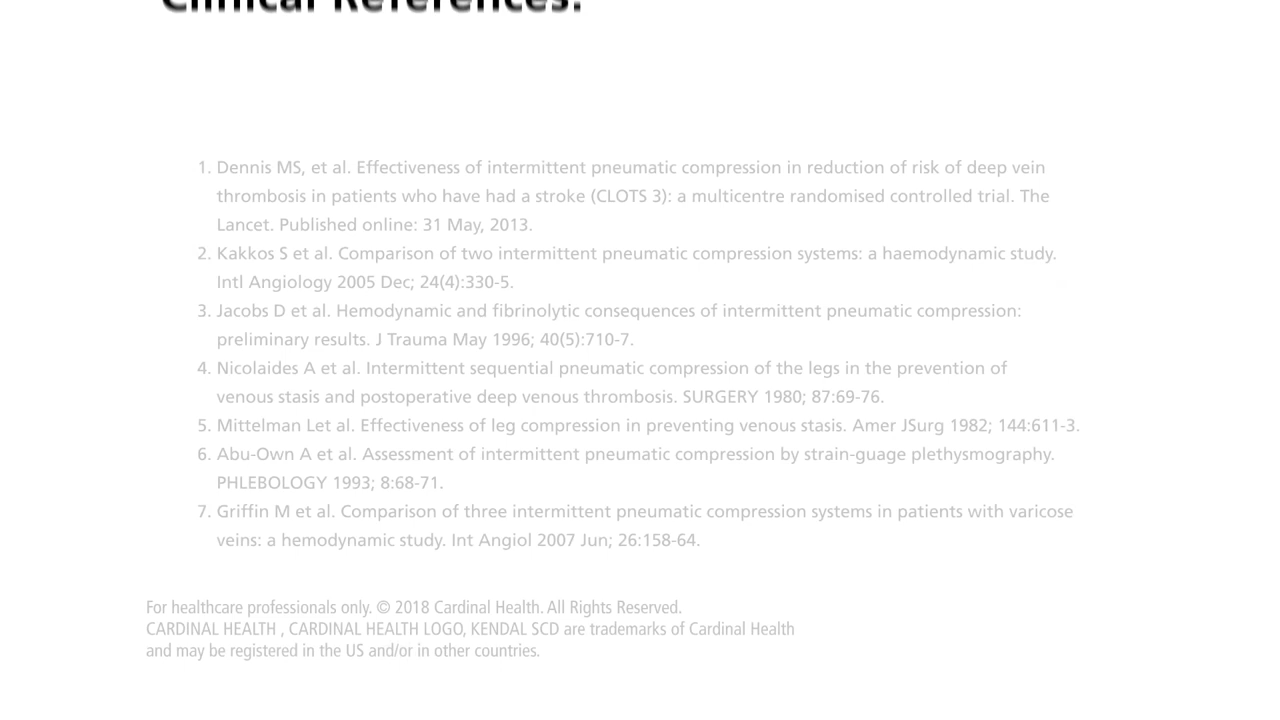 Clinical References:
1. Dennis MS, et al. Effectiveness of intermittent pneumatic compression in reduction of risk of deep vein
thrombosis in patients who have had a stroke (CLOTS 3): a multicentre randomised controlled trial. The
Lancet. Published online: 31 May, 2013.
2. Kakkos S et al. Comparison of two intermittent pneumatic compression systems: a haemodynamic study.
Intl Angiology 2005 Dec; 24(4):330-5.
3. Jacobs D et al. Hemodynamic and fibrinolytic consequences of intermittent pneumatic compression:
preliminary results. J Trauma May 1996; 40(5):710-7.
4. Nicolaides A et al. Intermittent sequential pneumatic compression of the legs in the prevention of
venous stasis and postoperative deep venous thrombosis. SURGERY 1980; 87:69-76.
5. Mittelman Let al. Effectiveness of leg compression in preventing venous stasis. Amer JSurg 1982; 144:611-3.
6. Abu-Own A et al. Assessment of intermittent pneumatic compression by strain-guage plethysmography.
PHLEBOLOGY 1993; 8:68-71.
7. Griffin M et al. Comparison of three intermittent pneumatic compression systems in patients with varicose
veins: a hemodynamic study. Int Angiol 2007 Jun; 26:158-64.
For healthcare professionals only. © 2018 Cardinal Health. All Rights Reserved.
CARDINAL HEALTH , CARDINAL HEALTH LOGO, KENDAL SCD are trademarks of Cardinal Health
and may be registered in the US and/or in other countries.